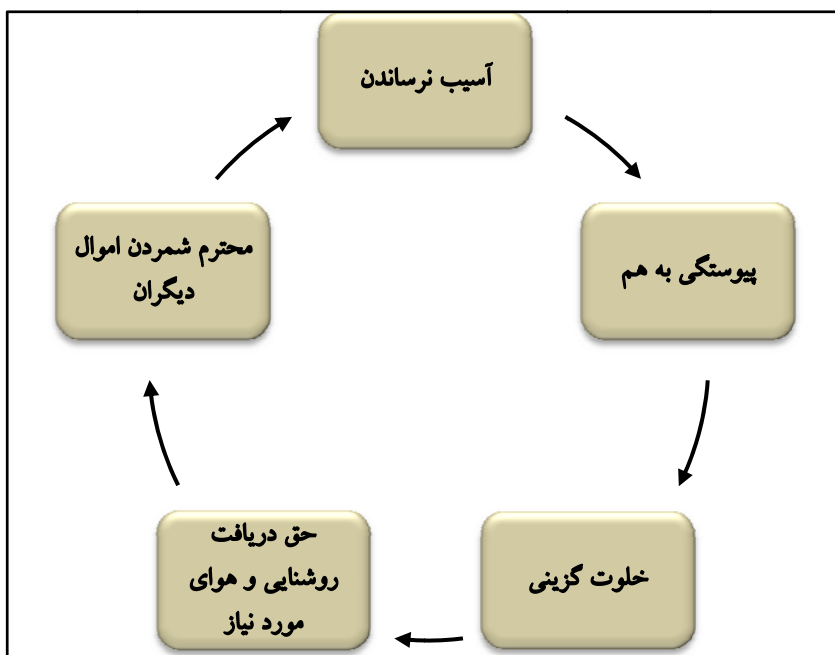 آسیب نرساندن
پیوستگی به هم
خلوت گزینی
حق دریافت
روشنایی و هوای
مورد نیاز
محترم شمردن اموال
دیگران